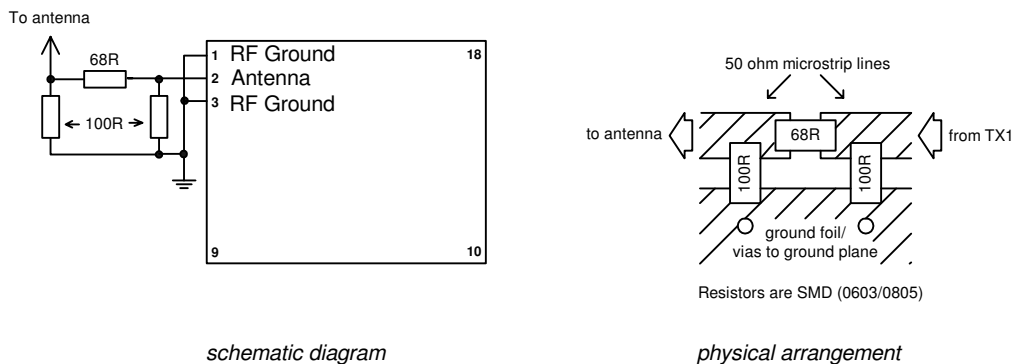 To antenna
68R
100R
1 RF Ground
2 Antenna
3 RF Ground
18
9
10
schematic diagram
50 ohm microstrip lines
to antenna
68R
from TX1
100R
100R
ground foil/
vias to ground plane
Resistors are SMD (0603/0805)
physical arrangement